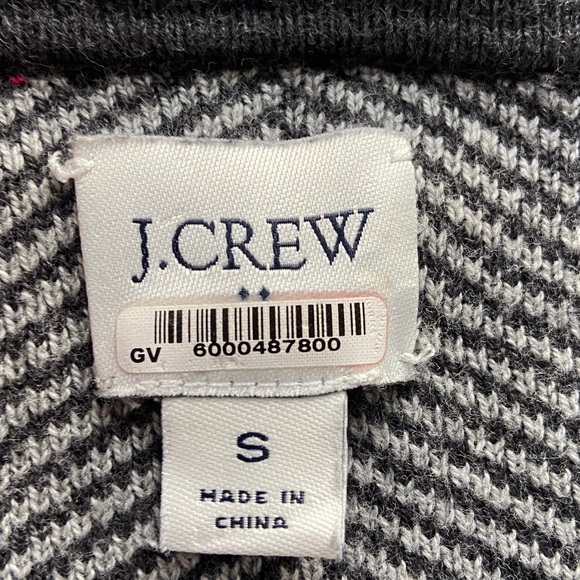 J.CREW
GV 6000487800
S
MADE IN
CHINA